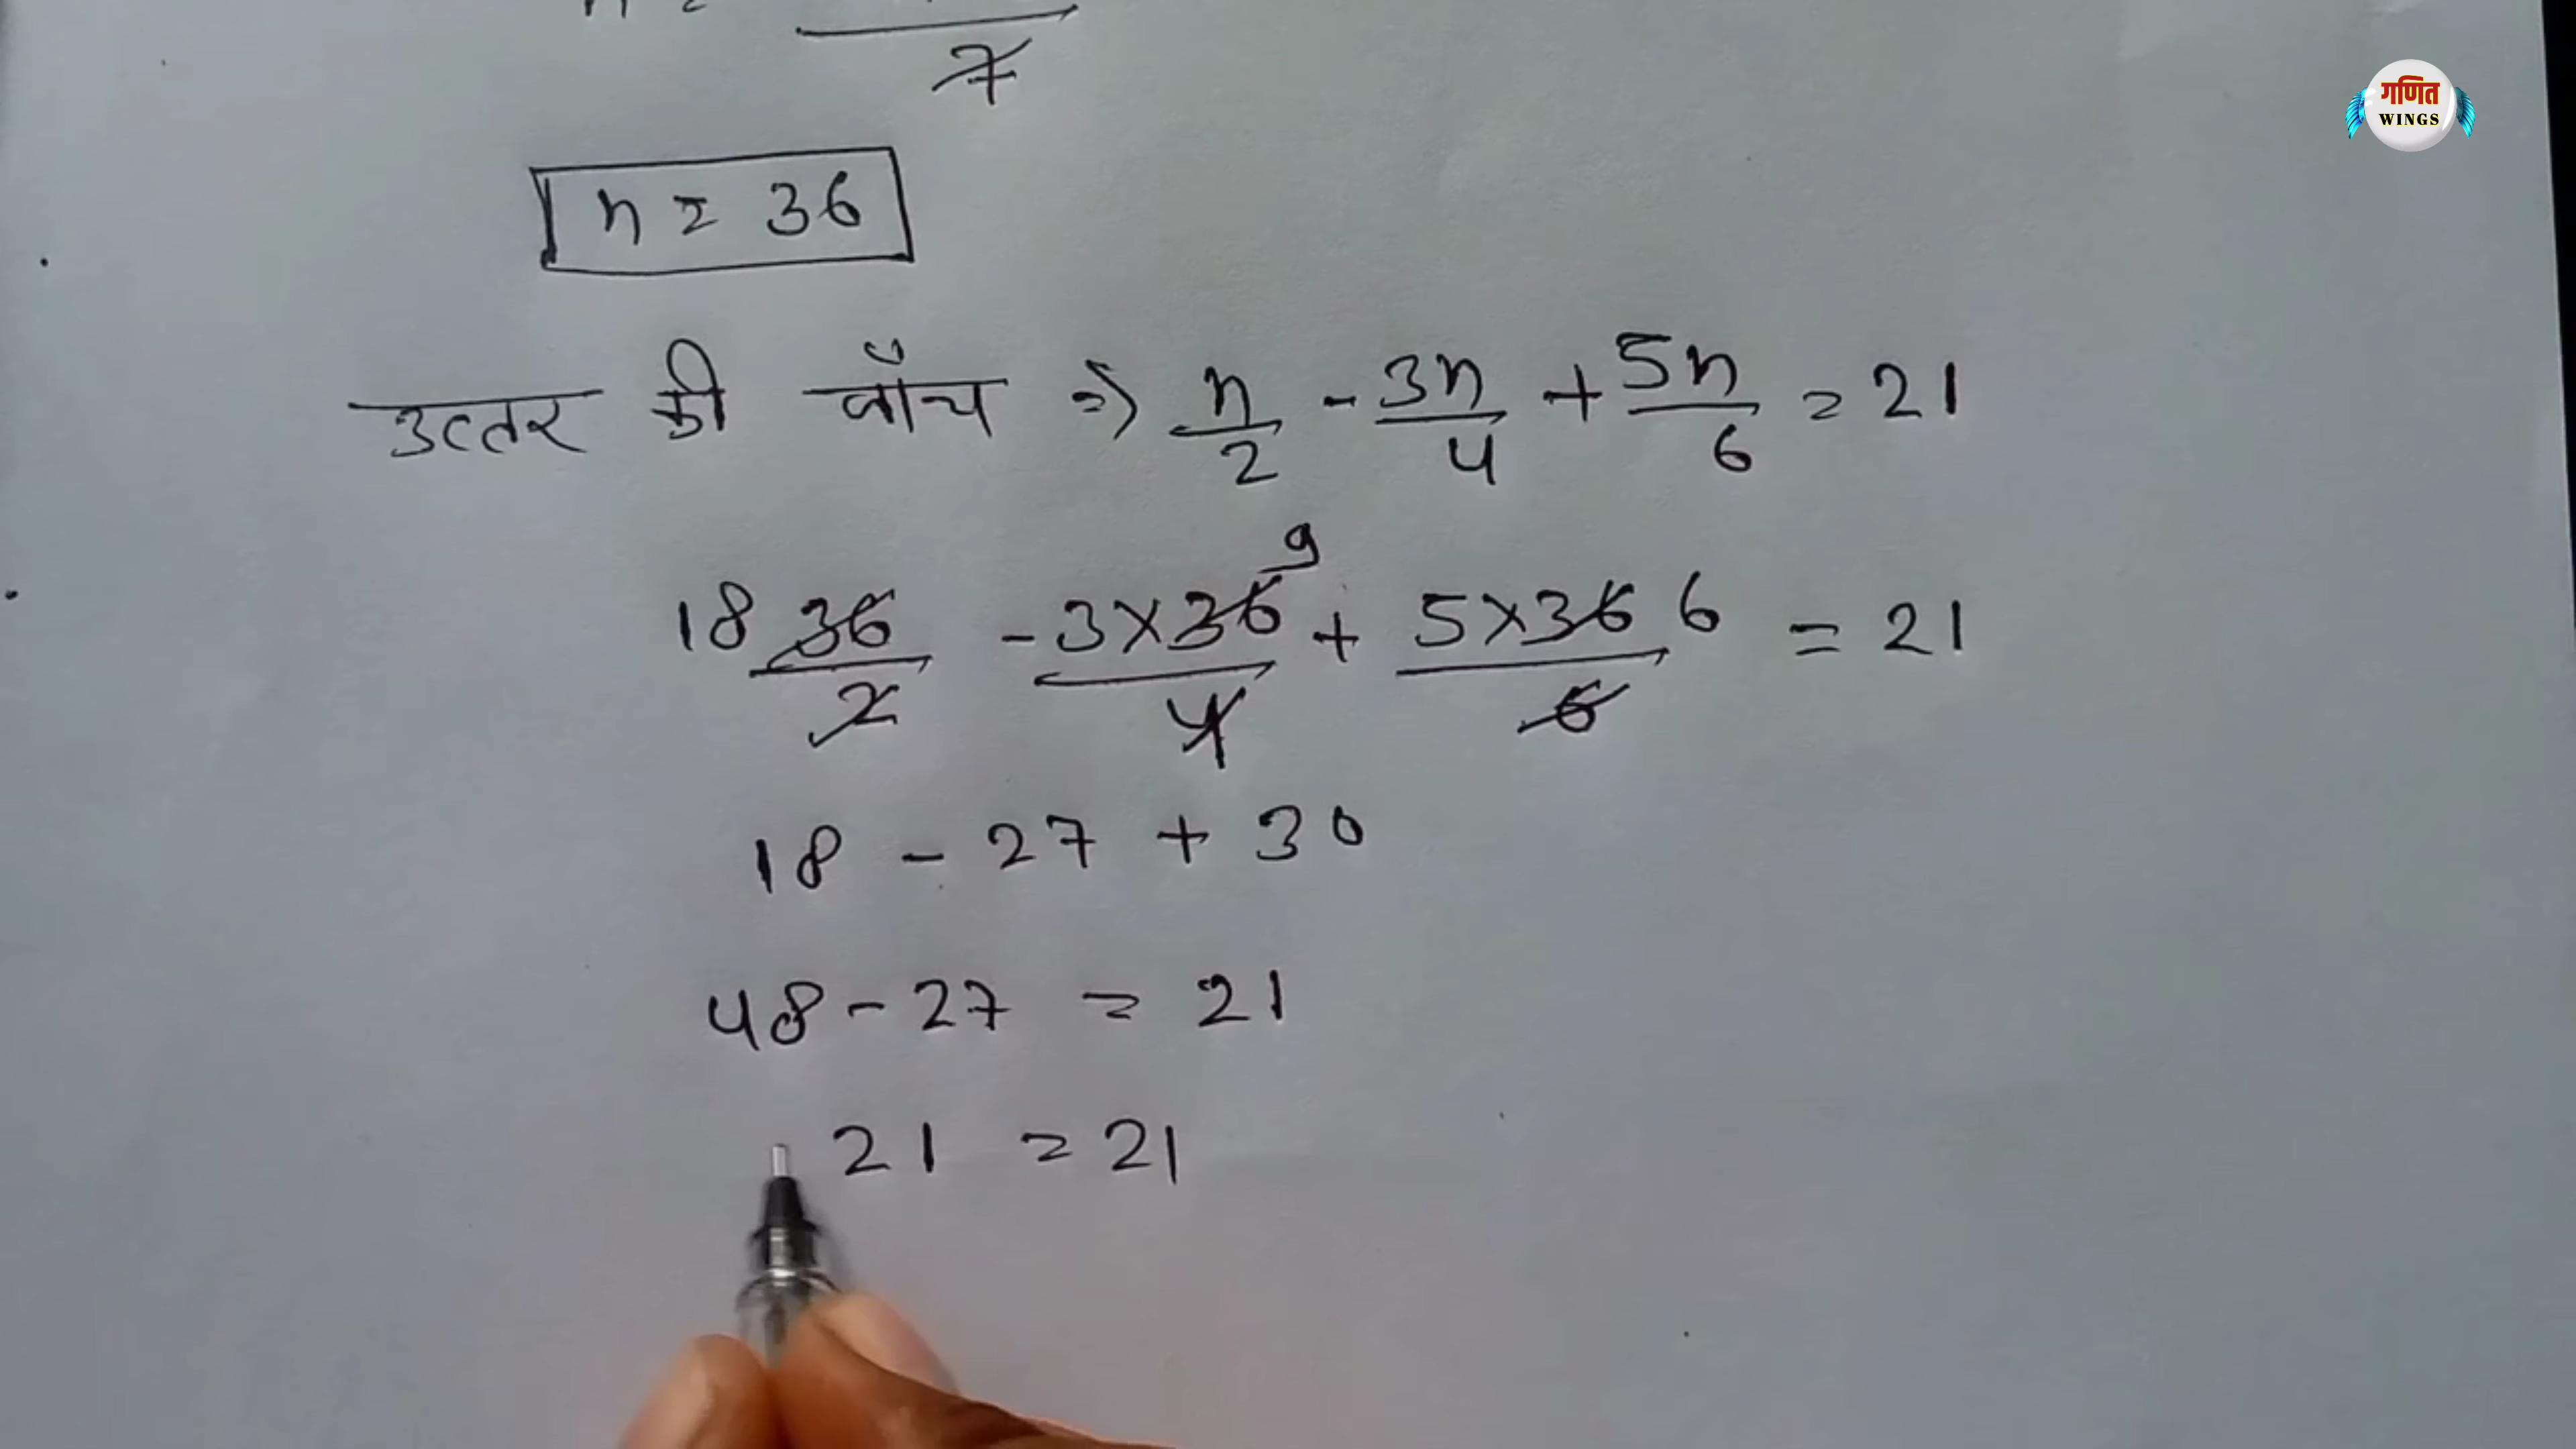 7
गणित
WINGS
n = 36
उत्तर की जाँच ⇒ n/2 - 3n/4 + 5n/6 = 21
18 36/2 - 3×36/4 9 + 5×36/6 6 = 21
18 - 27 + 30
48 - 27 = 21
21 = 21